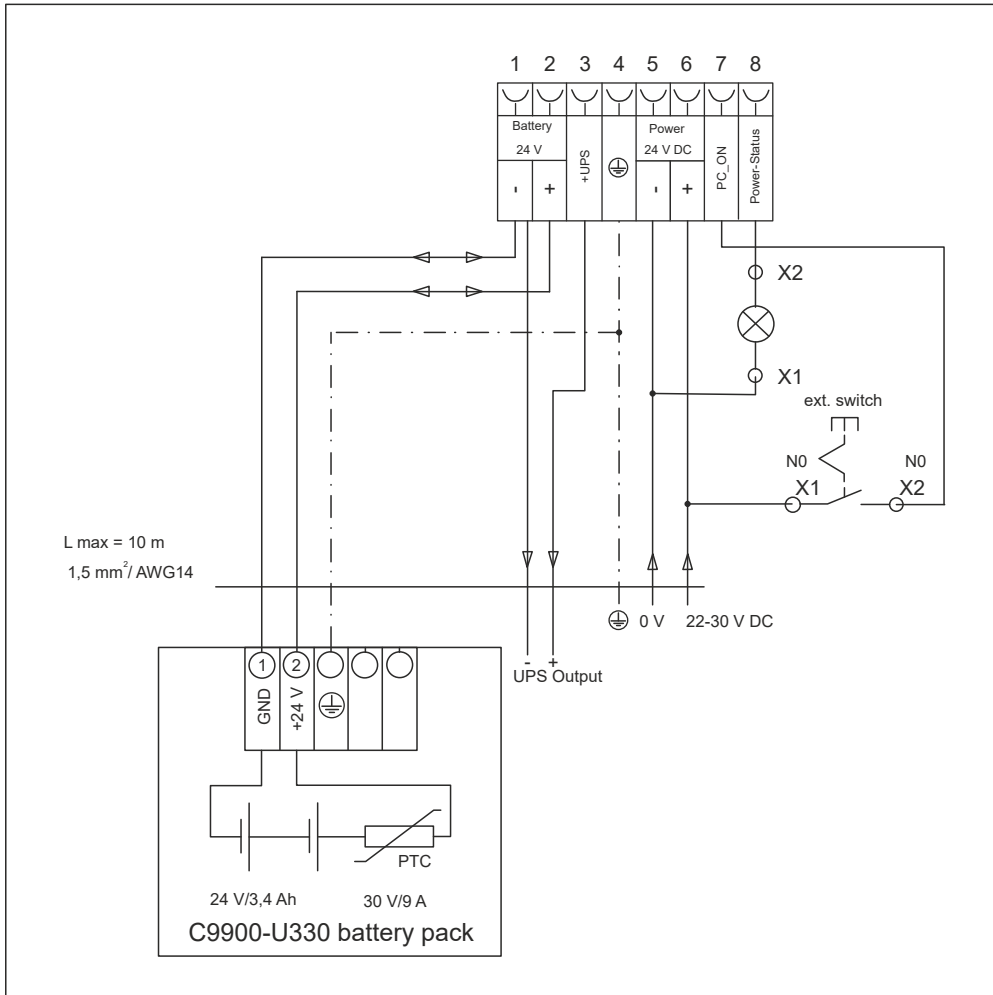 1 2 3 4 5 6 7 8
Battery
24 V
- +
+UPS
Power
24 V DC
- +
PC_ON
Power-Status
X2
X1
ext. switch
N0 N0
X1 X2
L max = 10 m
1,5 mm²/ AWG14
0 V 22-30 V DC
- +
UPS Output
1 2
GND
+24 V
PTC
24 V/3,4 Ah 30 V/9 A
C9900-U330 battery pack